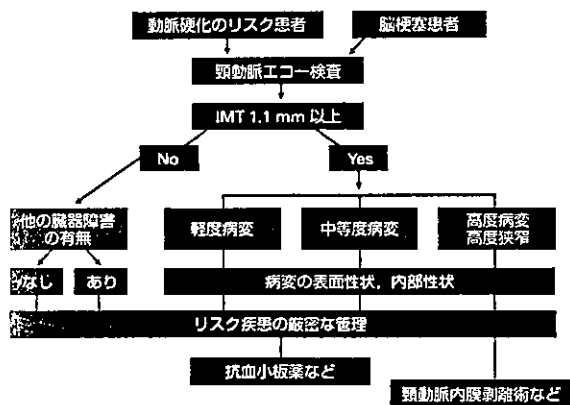 動脈硬化のリスク患者
脳梗塞患者
頸動脈エコー検査
IMT 1.1 mm 以上
No
Yes
他の臓器障害
の有無
軽度病変
中等度病変
高度病変
高度狭窄
なし
あり
病変の表面性状，内部性状
リスク疾患の厳密な管理
抗血小板薬など
頸動脈内膜剥離術など